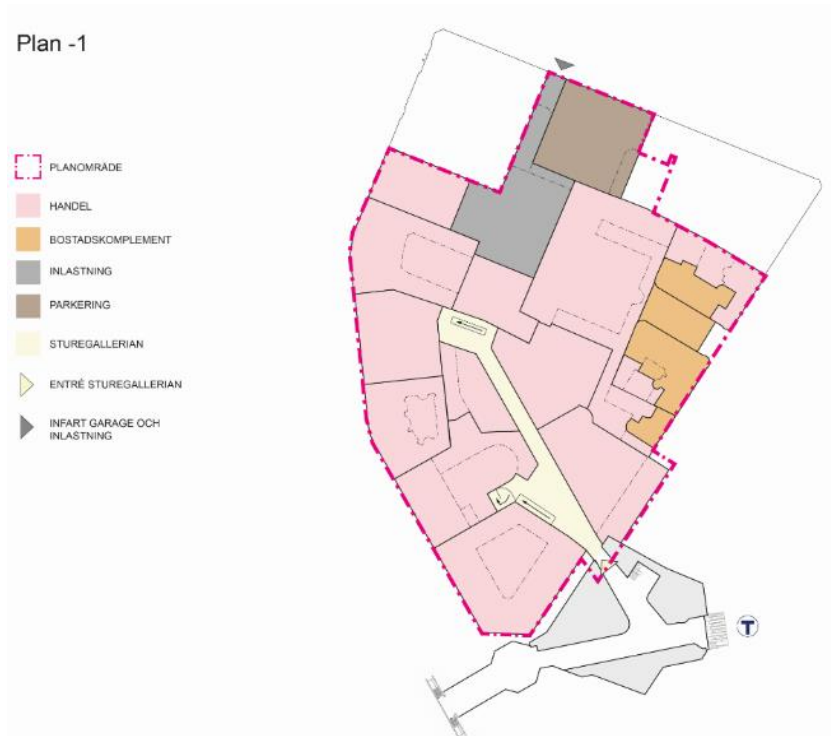 Plan -1
PLANOMRÅDE
HANDEL
BOSTADSKOMPLEMENT
INLASTNING
PARKERING
STUREGALLERIAN
ENTRÉ STUREGALLERIAN
INFART GARAGE OCH
INLASTNING
T